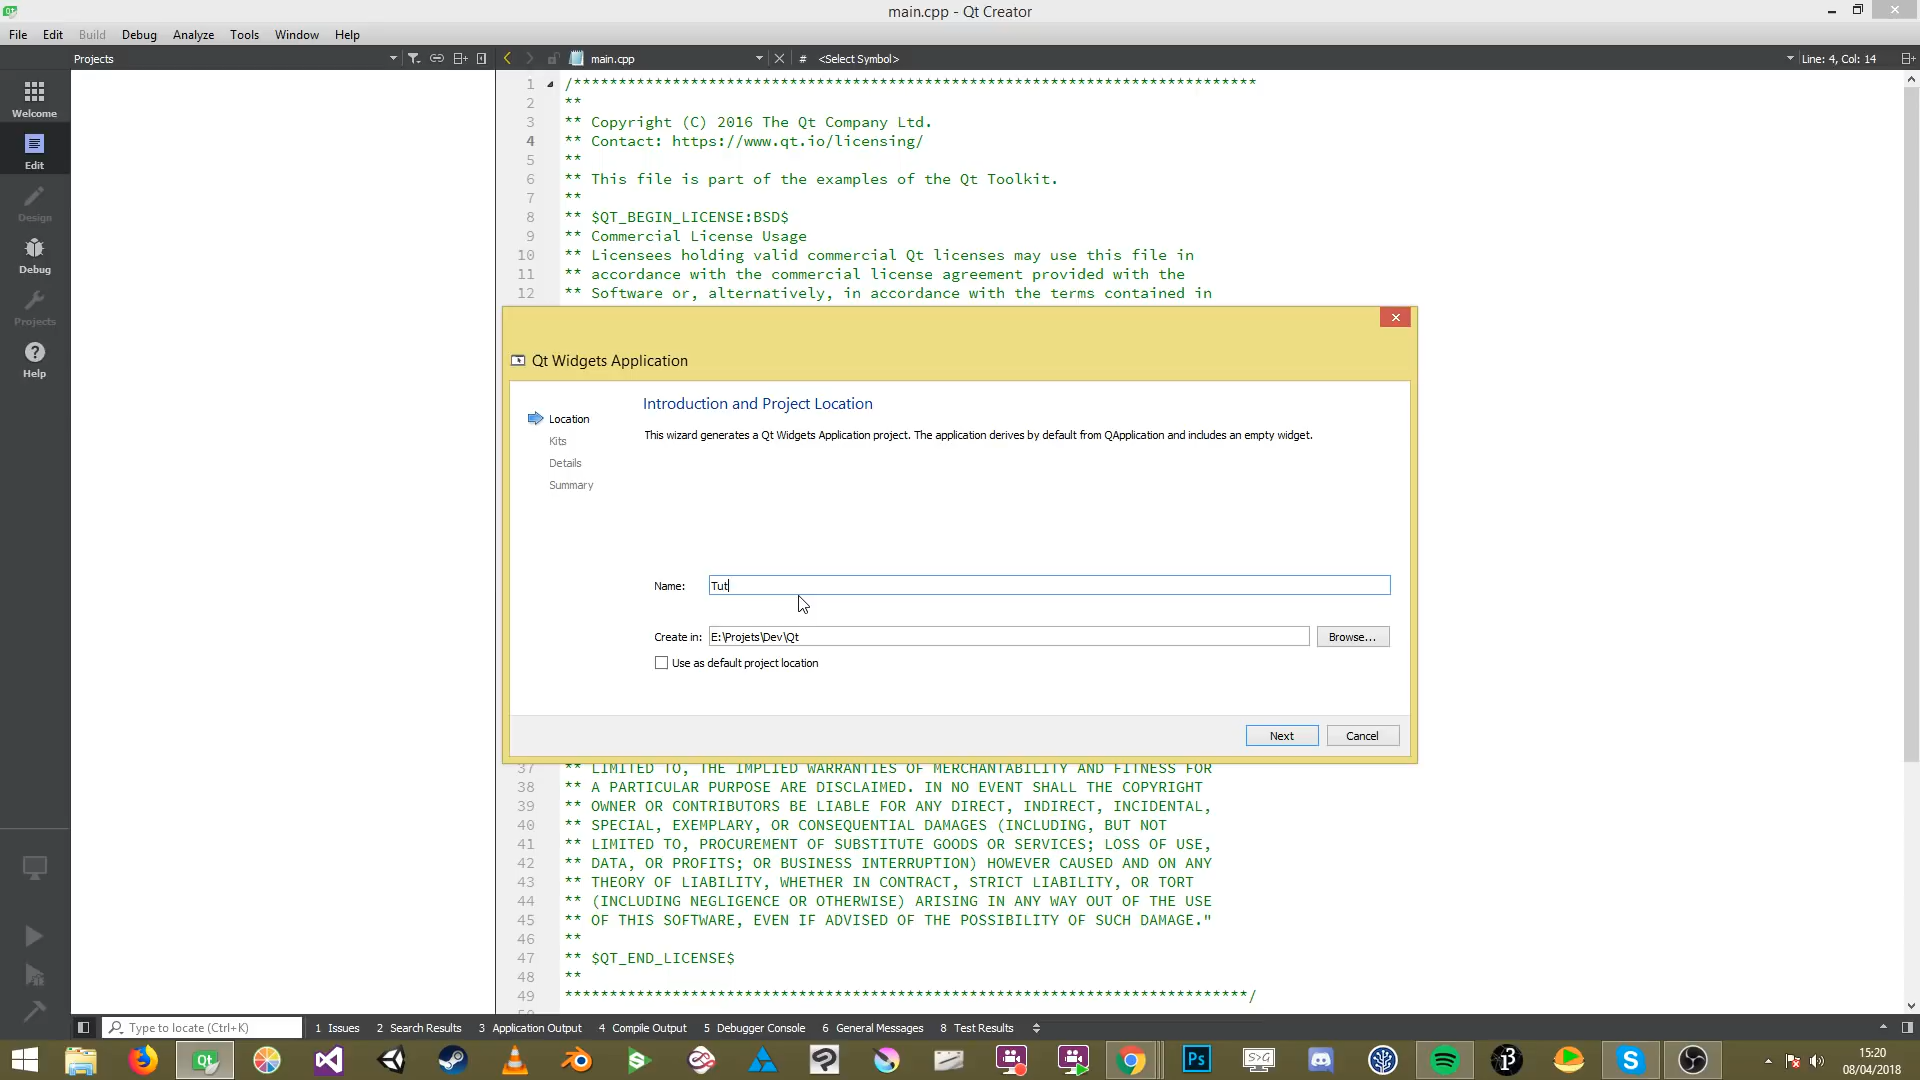 main.cpp - Qt Creator
File Edit Build Debug Analyze Tools Window Help
Projects
main.cpp
# <Select Symbol>
Line: 4, Col: 14
Welcome
Edit
Design
Debug
Projects
Help
1 /***************************************************************************
2 **
3 ** Copyright (C) 2016 The Qt Company Ltd.
4 ** Contact: https://www.qt.io/licensing/
5 **
6 ** This file is part of the examples of the Qt Toolkit.
7 **
8 ** $QT_BEGIN_LICENSE:BSD$
9 ** Commercial License Usage
10 ** Licensees holding valid commercial Qt licenses may use this file in
11 ** accordance with the commercial license agreement provided with the
12 ** Software or, alternatively, in accordance with the terms contained in
Qt Widgets Application
Location
Kits
Details
Summary
Introduction and Project Location
This wizard generates a Qt Widgets Application project. The application derives by default from QApplication and includes an empty widget.
Name: Tut
Create in: E:\Projets\Dev\Qt
Browse...
Use as default project location
Next
Cancel
37 ** LIMITED TO, THE IMPLIED WARRANTIES OF MERCHANTABILITY AND FITNESS FOR
38 ** A PARTICULAR PURPOSE ARE DISCLAIMED. IN NO EVENT SHALL THE COPYRIGHT
39 ** OWNER OR CONTRIBUTORS BE LIABLE FOR ANY DIRECT, INDIRECT, INCIDENTAL,
40 ** SPECIAL, EXEMPLARY, OR CONSEQUENTIAL DAMAGES (INCLUDING, BUT NOT
41 ** LIMITED TO, PROCUREMENT OF SUBSTITUTE GOODS OR SERVICES; LOSS OF USE,
42 ** DATA, OR PROFITS; OR BUSINESS INTERRUPTION) HOWEVER CAUSED AND ON ANY
43 ** THEORY OF LIABILITY, WHETHER IN CONTRACT, STRICT LIABILITY, OR TORT
44 ** (INCLUDING NEGLIGENCE OR OTHERWISE) ARISING IN ANY WAY OUT OF THE USE
45 ** OF THIS SOFTWARE, EVEN IF ADVISED OF THE POSSIBILITY OF SUCH DAMAGE."
46 **
47 ** $QT_END_LICENSE$
48 **
49 ****************************************************************************/
Type to locate (Ctrl+K)
1 Issues 2 Search Results 3 Application Output 4 Compile Output 5 Debugger Console 6 General Messages 8 Test Results
Qt
Ps
S>G
15:20
08/04/2018